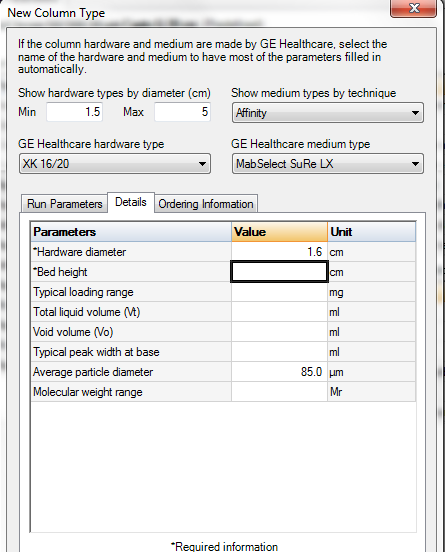 New Column Type
If the column hardware and medium are made by GE Healthcare, select the
name of the hardware and medium to have most of the parameters filled in
automatically.
Show hardware types by diameter (cm) Show medium types by technique
Min 1.5 Max 5 Affinity
GE Healthcare hardware type GE Healthcare medium type
XK 16/20 MabSelect SuRe LX
Run Parameters Details Ordering Information
Parameters Value Unit
*Hardware diameter 1.6 cm
*Bed height cm
Typical loading range mg
Total liquid volume (Vt) ml
Void volume (Vo) ml
Typical peak width at base ml
Average particle diameter 85.0 µm
Molecular weight range Mr
*Required information